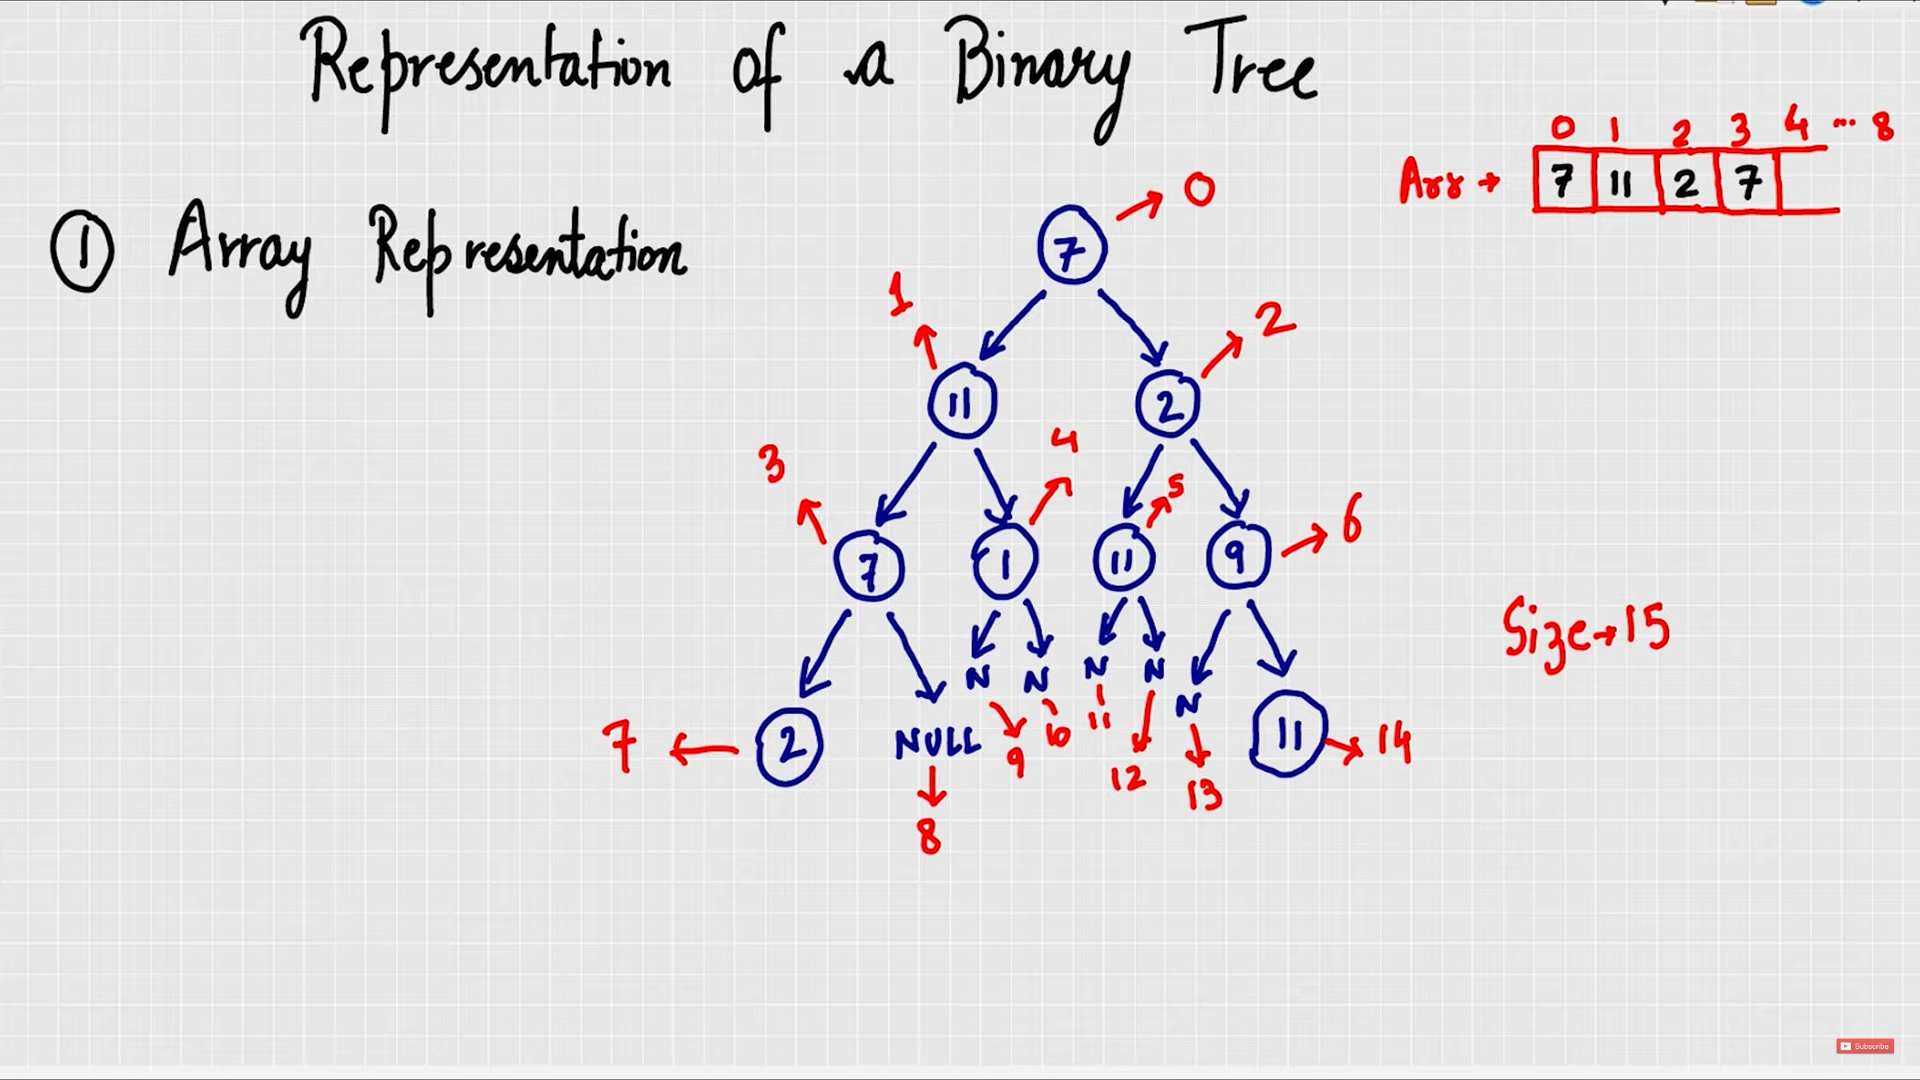 Representation of a Binary Tree
0 1 2 3 4 ... 8
Arr → 7 11 2 7
① Array Representation
0
7
1
2
11
2
3
4
5
6
7
1
11
9
Size → 15
N N N N
N
7
2
NULL
9 10 11
12
13
11
14
8
Subscribe